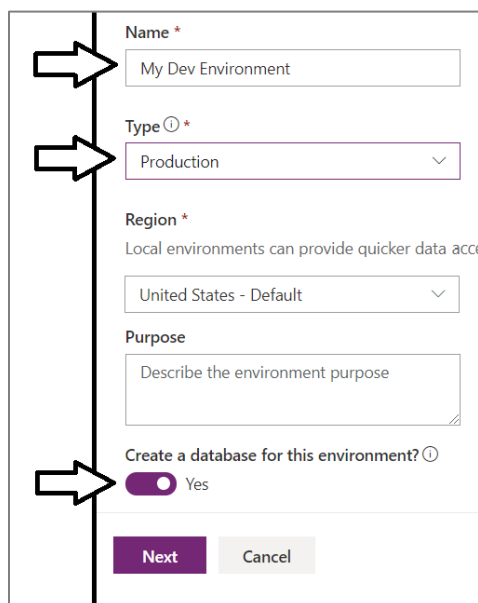 Name *
My Dev Environment
Type *
Production
Region *
Local environments can provide quicker data acce
United States - Default
Purpose
Describe the environment purpose
Create a database for this environment?
Yes
Next Cancel